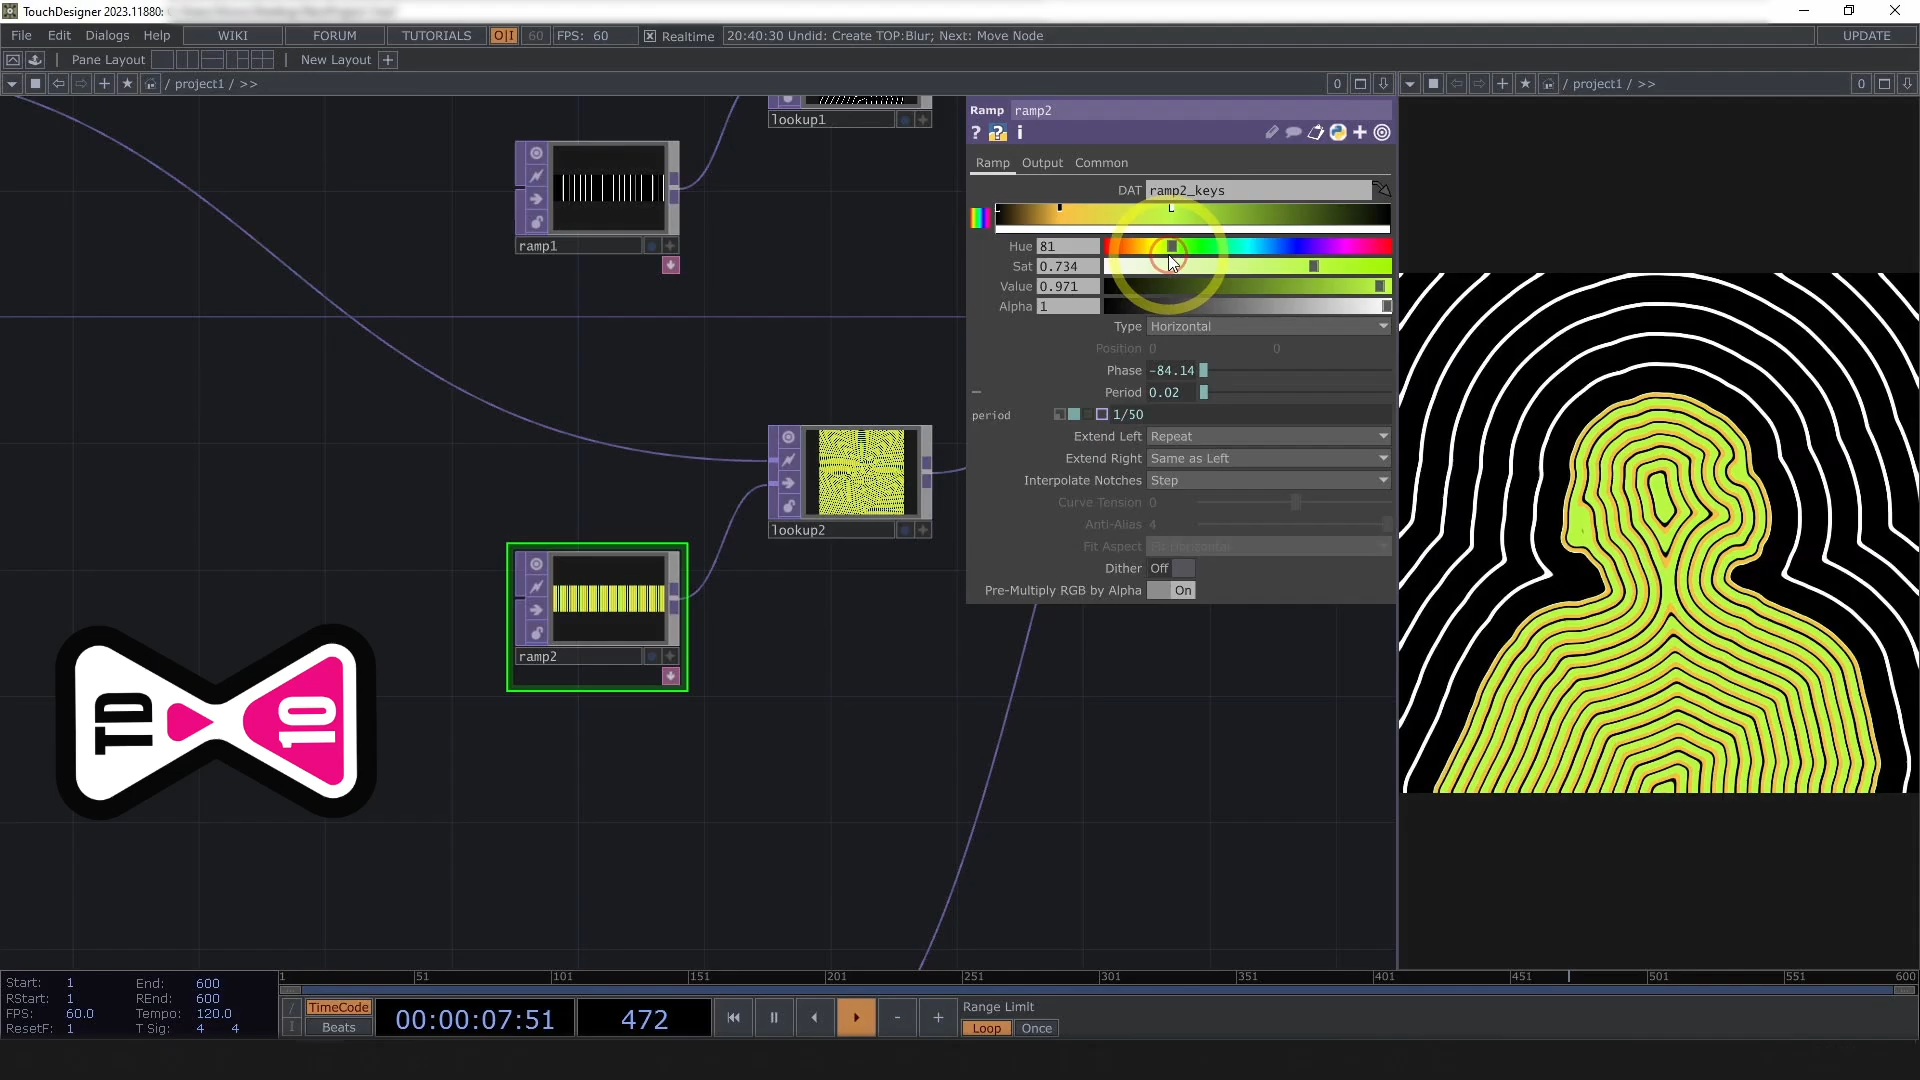 TouchDesigner 2023.11880:
File Edit Dialogs Help WIKI FORUM TUTORIALS O|I 60 FPS: 60 Realtime 20:40:30 Undid: Create TOP:Blur; Next: Move Node UPDATE
Pane Layout New Layout +
/ project1 / >> 0 / project1 / >> 0
lookup1
ramp1
lookup2
ramp2
Ramp ramp2
? ? i
Ramp Output Common
DAT ramp2_keys
Hue 81
Sat 0.734
Value 0.971
Alpha 1
Type Horizontal
Position 0 0
Phase -84.14
Period 0.02
period 1/50
Extend Left Repeat
Extend Right Same as Left
Interpolate Notches Step
Curve Tension 0
Anti-Alias 4
Fit Aspect Fit Horizontal
Dither Off
Pre-Multiply RGB by Alpha On
TD 10
1 51 101 151 201 251 301 351 401 451 501 551 600
Start: 1 End: 600
RStart: 1 REnd: 600
FPS: 60.0 Tempo: 120.0
ResetF: 1 T Sig: 4 4
TimeCode
Beats
00:00:07:51
472
- +
Range Limit
Loop Once